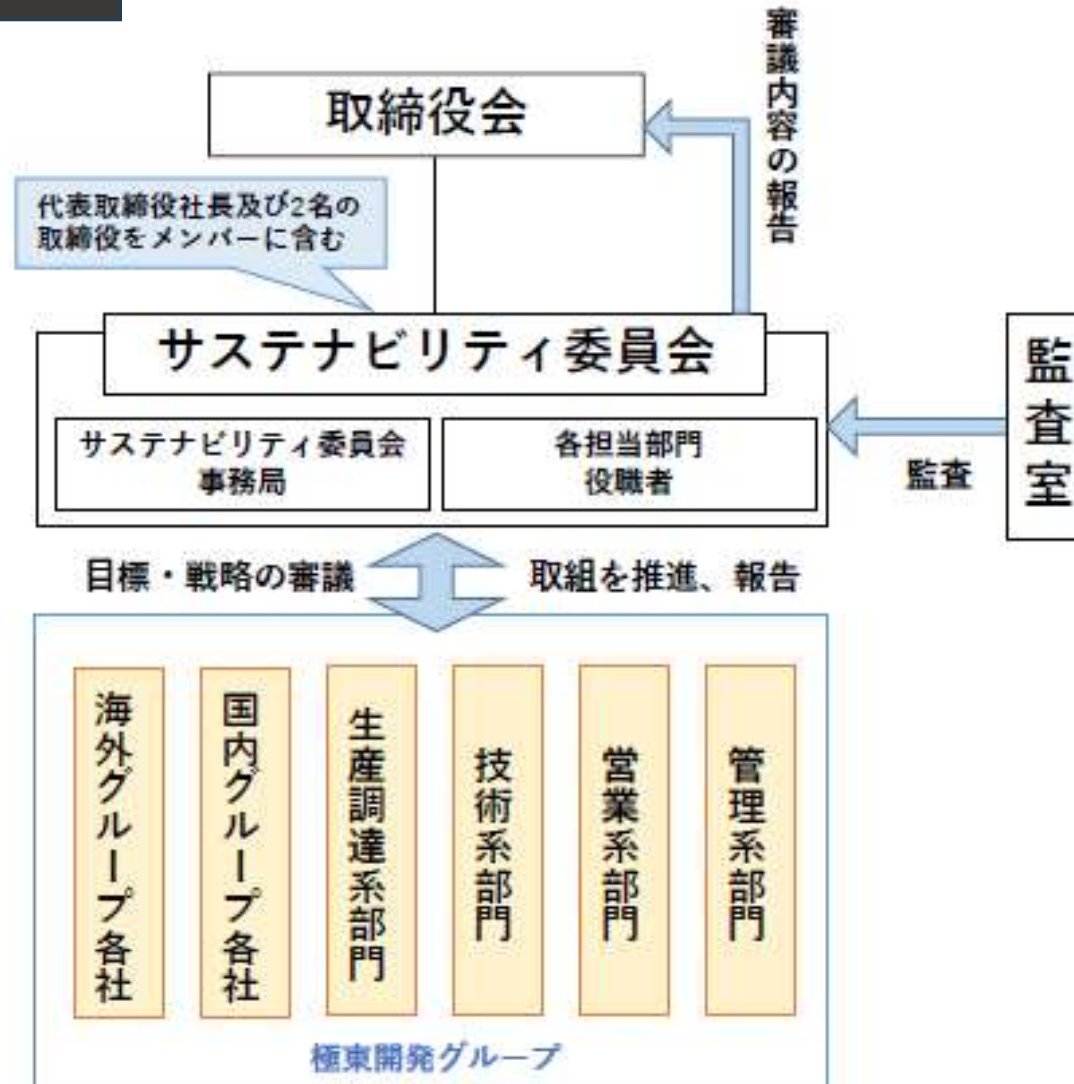 取締役会
審議内容の報告
代表取締役社長及び2名の
取締役をメンバーに含む
サステナビリティ委員会
サステナビリティ委員会
事務局
各担当部門
役職者
監査
監査室
目標・戦略の審議
取組を推進、報告
海外グループ各社
国内グループ各社
生産調達系部門
技術系部門
営業系部門
管理系部門
極東開発グループ